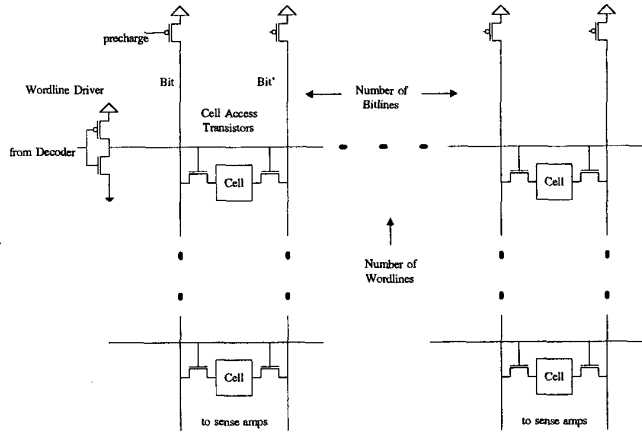 precharge
Bit
Bit'
Wordline Driver
Number of
Bitlines
Cell Access
Transistors
from Decoder
Cell
Cell
Number of
Wordlines
Cell
Cell
to sense amps
to sense amps